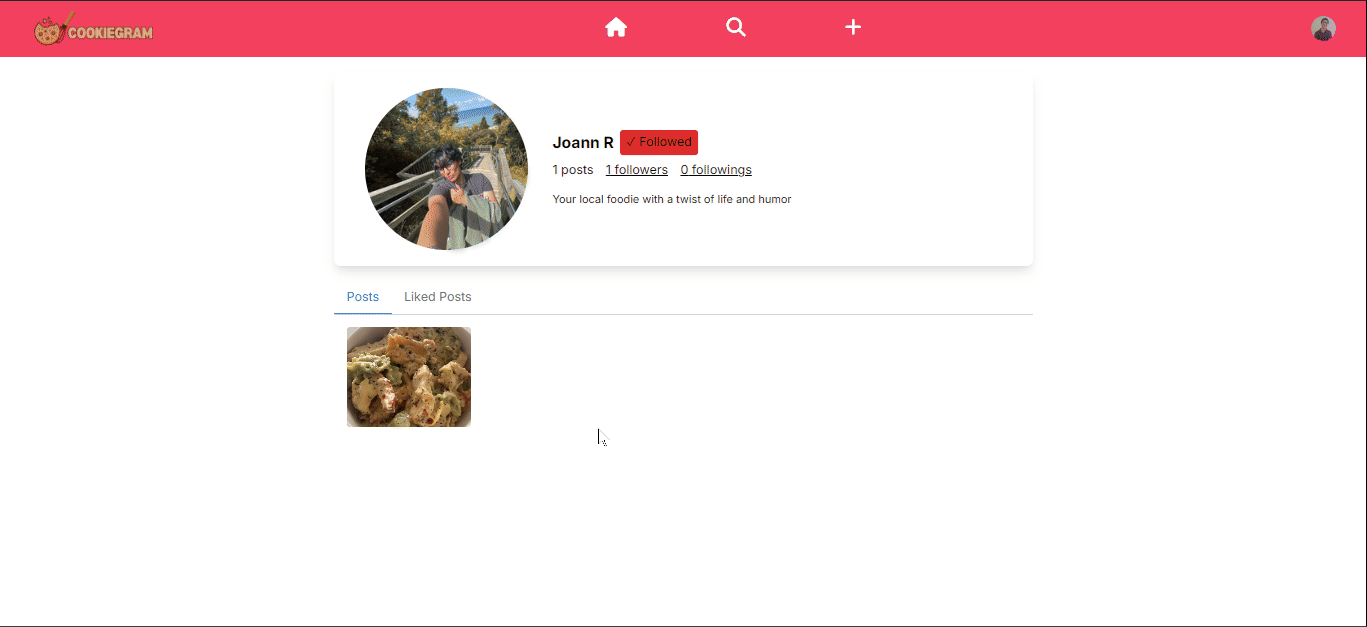 COOKIEGRAM
Joann R ✓ Followed
1 posts 1 followers 0 followings
Your local foodie with a twist of life and humor
Posts Liked Posts